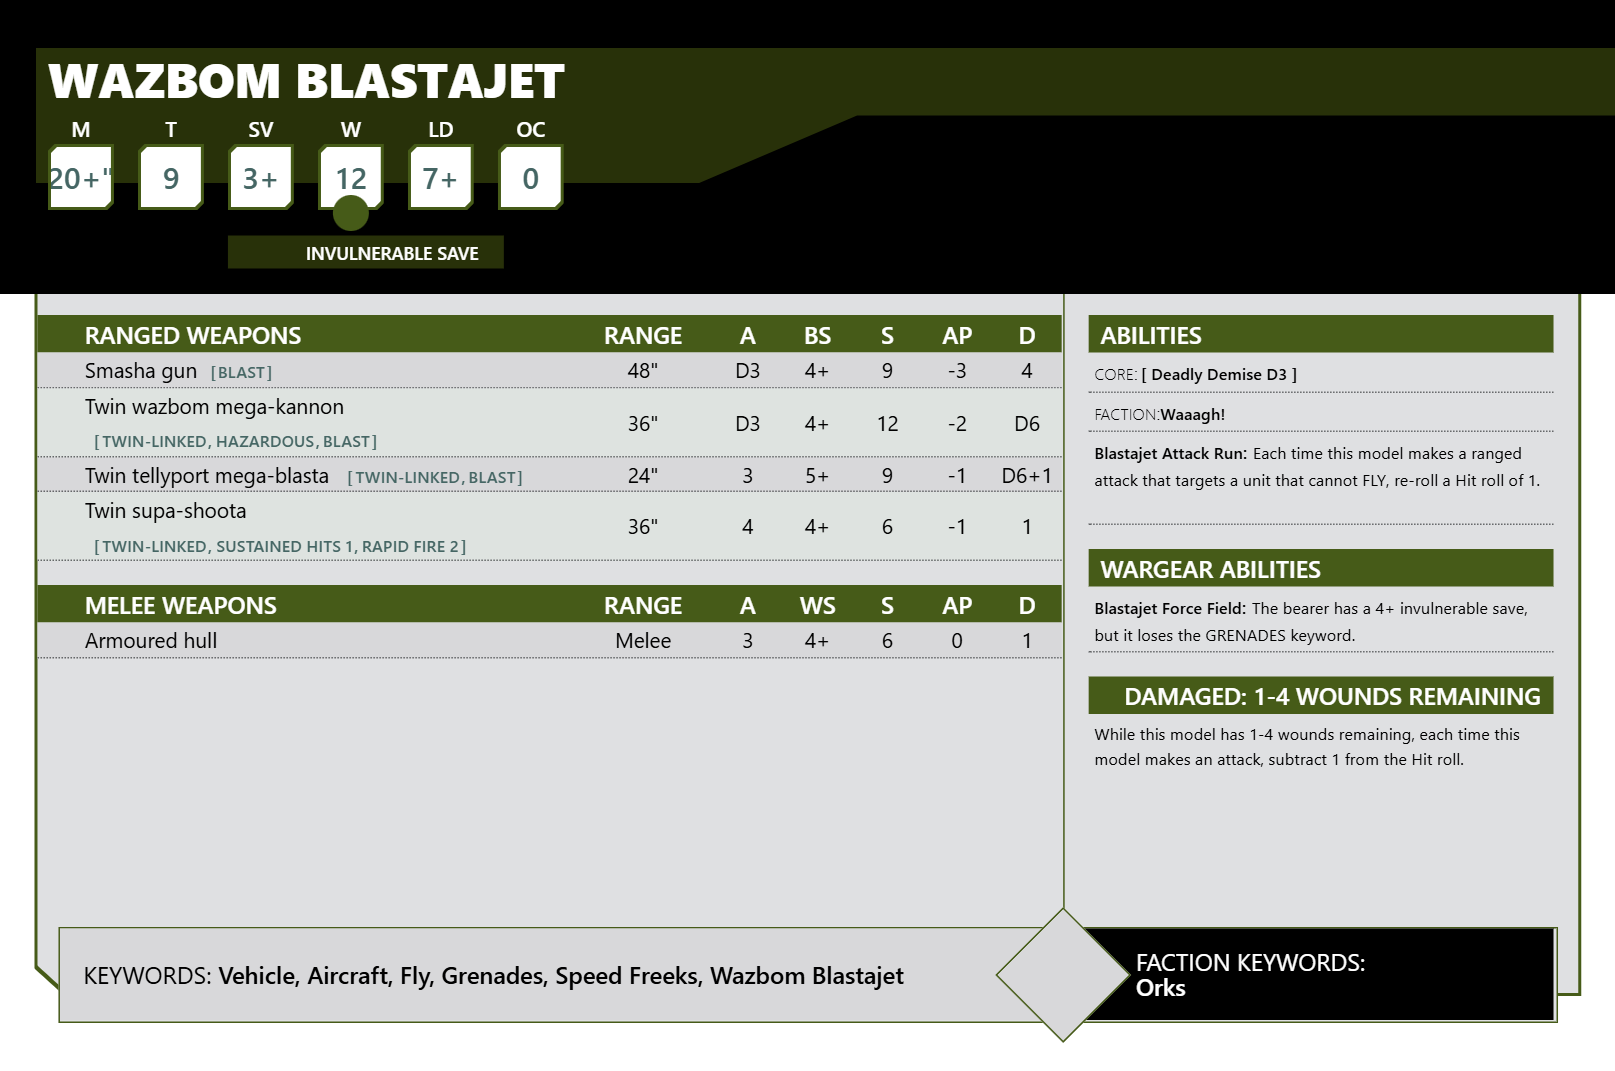 WAZBOM BLASTAJET
M T SV W LD OC
20+" 9 3+ 12 7+ 0
INVULNERABLE SAVE
RANGED WEAPONS RANGE A BS S AP D
Smasha gun [BLAST] 48" D3 4+ 9 -3 4
Twin wazbom mega-kannon
[TWIN-LINKED, HAZARDOUS, BLAST] 36" D3 4+ 12 -2 D6
Twin tellyport mega-blasta [TWIN-LINKED, BLAST] 24" 3 5+ 9 -1 D6+1
Twin supa-shoota
[TWIN-LINKED, SUSTAINED HITS 1, RAPID FIRE 2] 36" 4 4+ 6 -1 1
MELEE WEAPONS RANGE A WS S AP D
Armoured hull Melee 3 4+ 6 0 1
ABILITIES
CORE: [ Deadly Demise D3 ]
FACTION:Waaagh!
Blastajet Attack Run: Each time this model makes a ranged
attack that targets a unit that cannot FLY, re-roll a Hit roll of 1.
WARGEAR ABILITIES
Blastajet Force Field: The bearer has a 4+ invulnerable save,
but it loses the GRENADES keyword.
DAMAGED: 1-4 WOUNDS REMAINING
While this model has 1-4 wounds remaining, each time this
model makes an attack, subtract 1 from the Hit roll.
KEYWORDS: Vehicle, Aircraft, Fly, Grenades, Speed Freeks, Wazbom Blastajet
FACTION KEYWORDS:
Orks